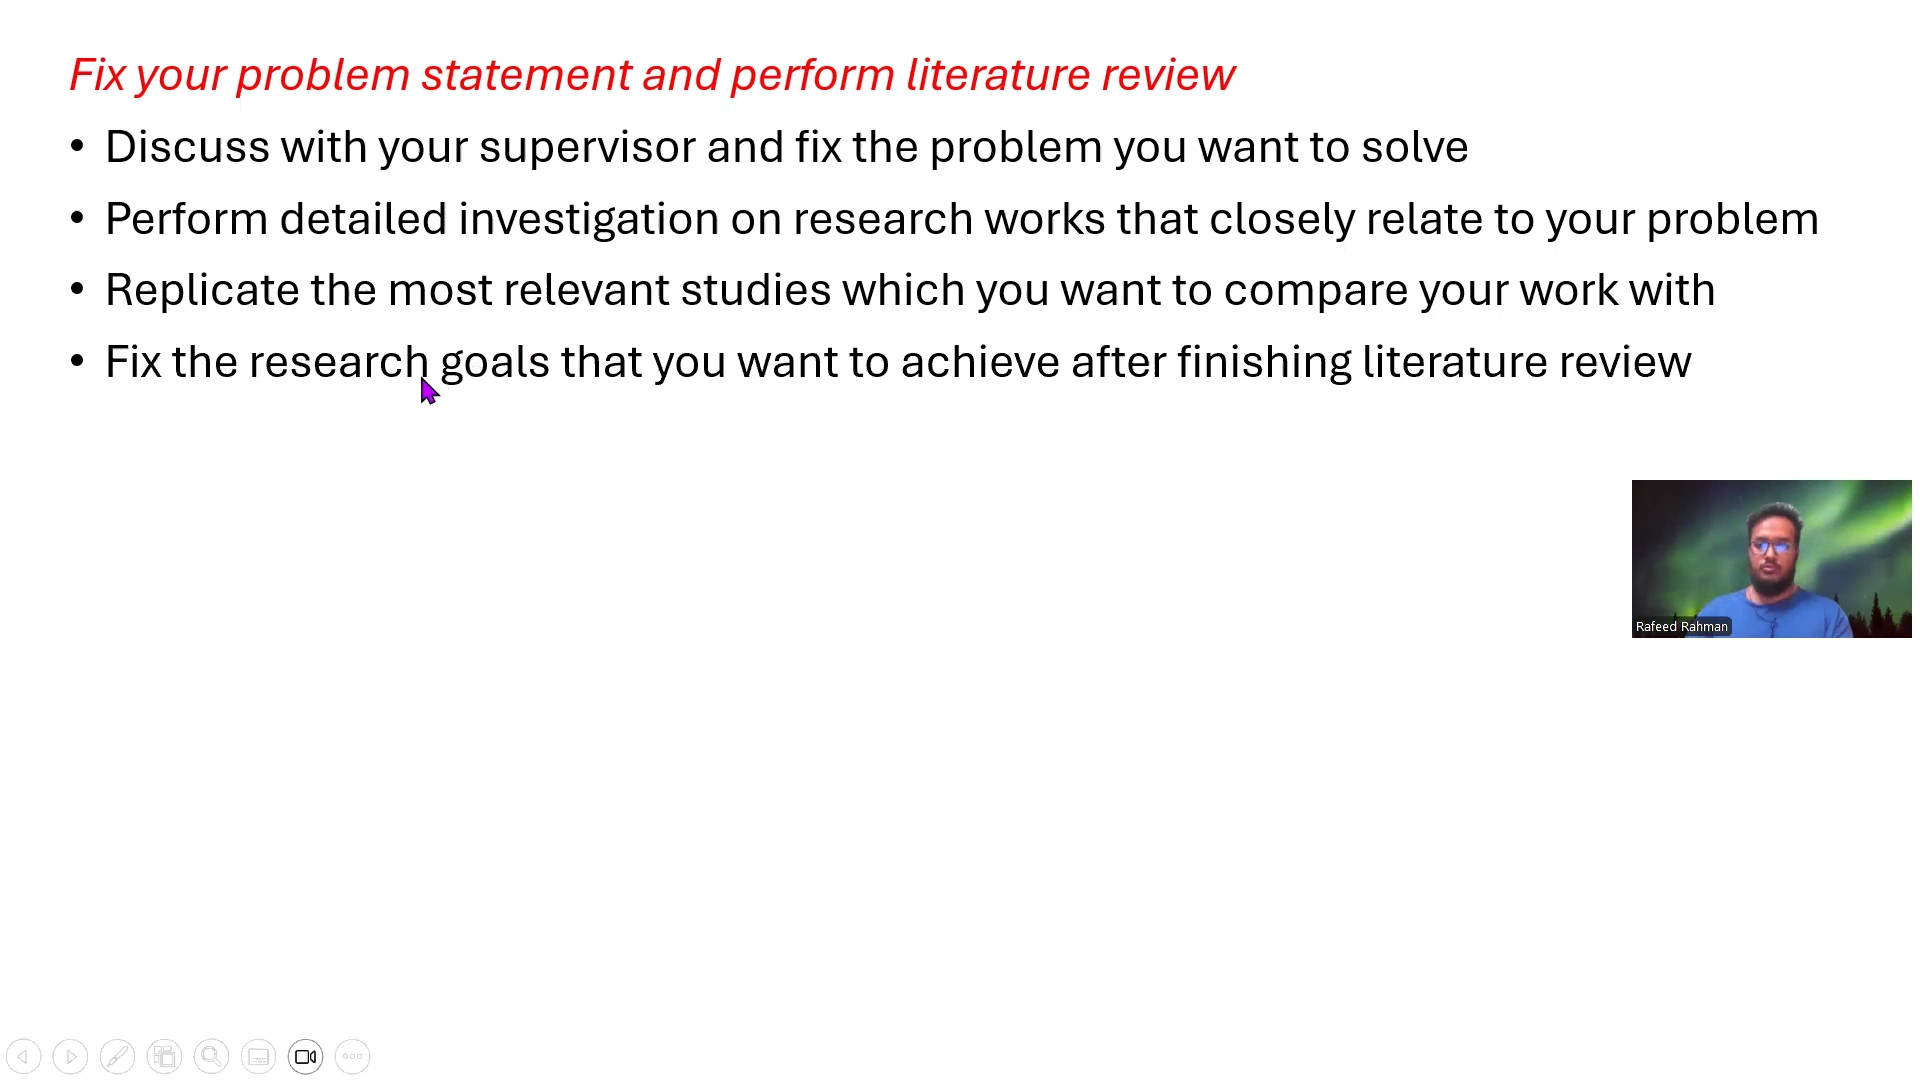 Fix your problem statement and perform literature review
• Discuss with your supervisor and fix the problem you want to solve
• Perform detailed investigation on research works that closely relate to your problem
• Replicate the most relevant studies which you want to compare your work with
• Fix the research goals that you want to achieve after finishing literature review
Rafeed Rahman